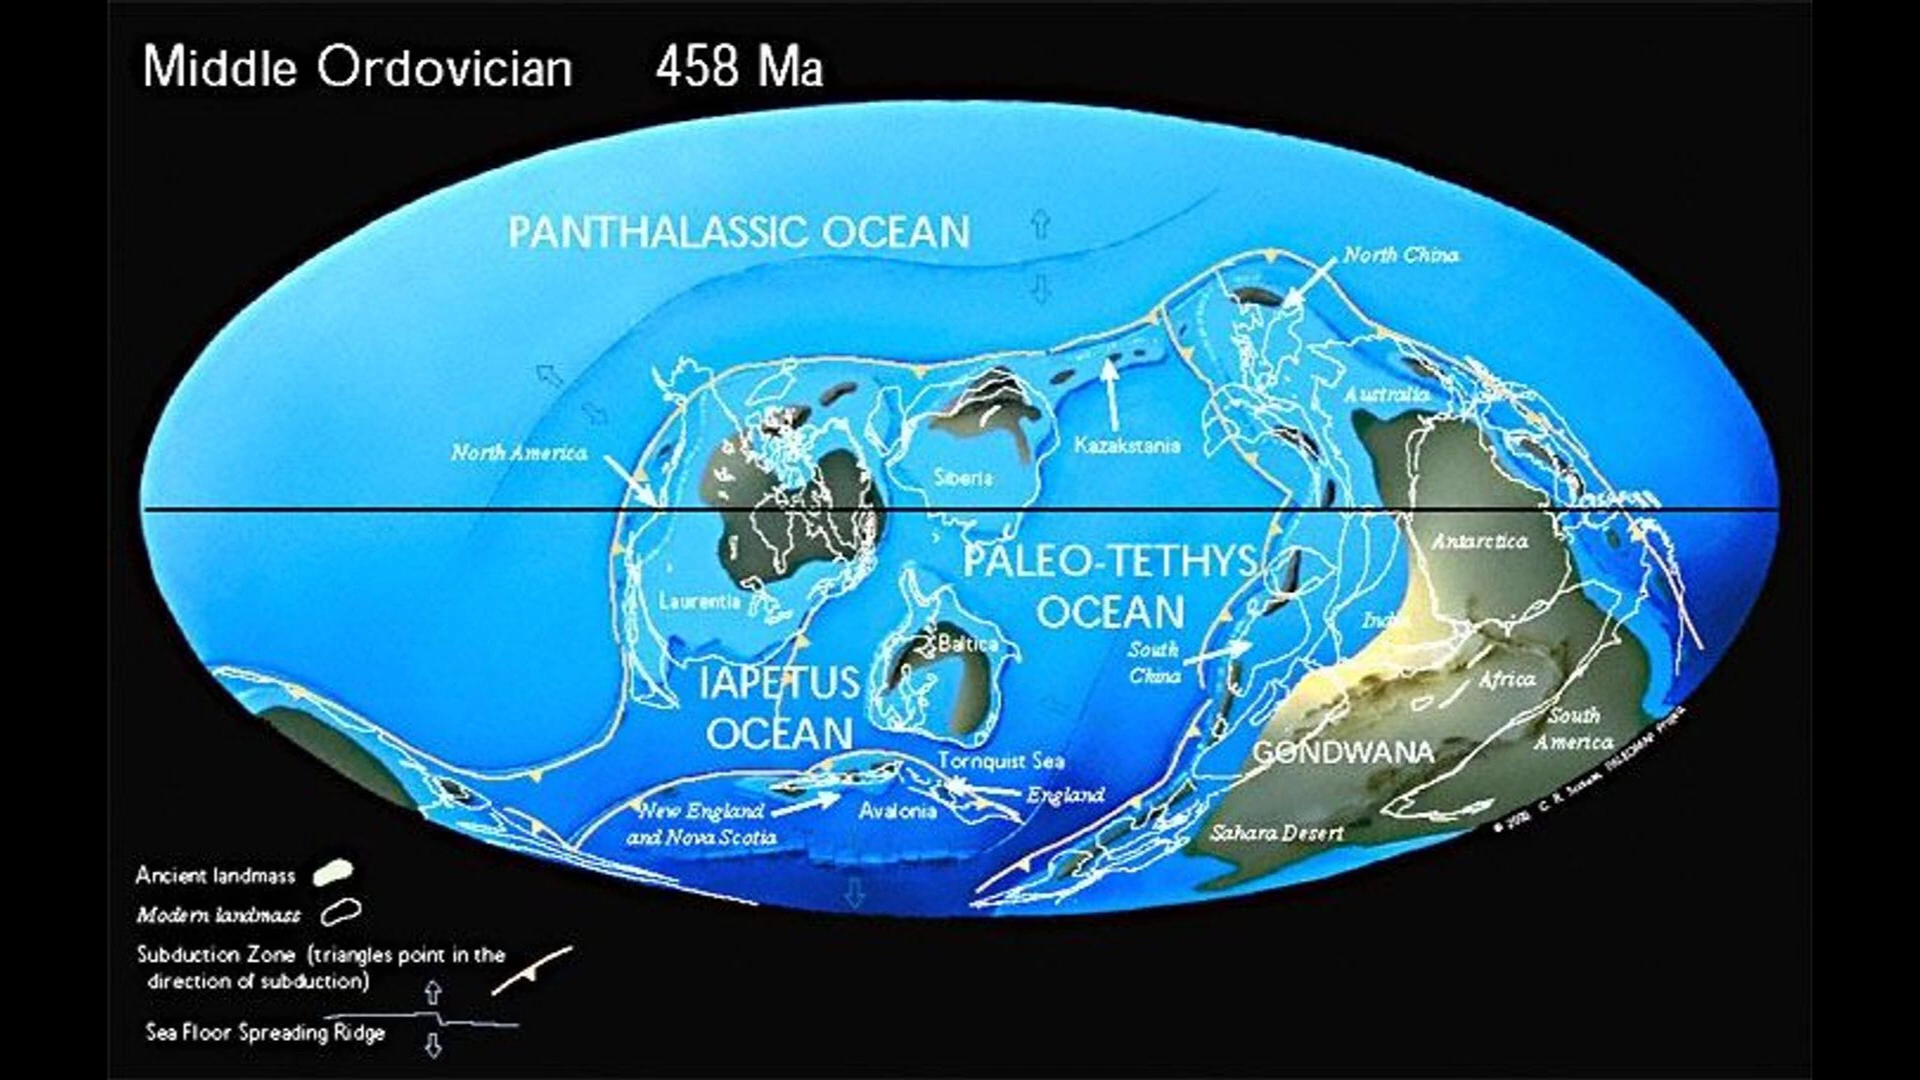 Middle Ordovician 458 Ma
PANTHALASSIC OCEAN
North China
Australia
North America
Kazakstania
Siberia
Antarctica
PALEO-TETHYS
OCEAN
Laurentia
Ind
Baltica
South
China
Africa
IAPETUS
OCEAN
South
America
GONDWANA
Tornquist Sea
England
New England
and Nova Scotia
Avalonia
Sahara Desert
Ancient landmass
Modern landmass
Subduction Zone (triangles point in the
direction of subduction)
Sea Floor Spreading Ridge